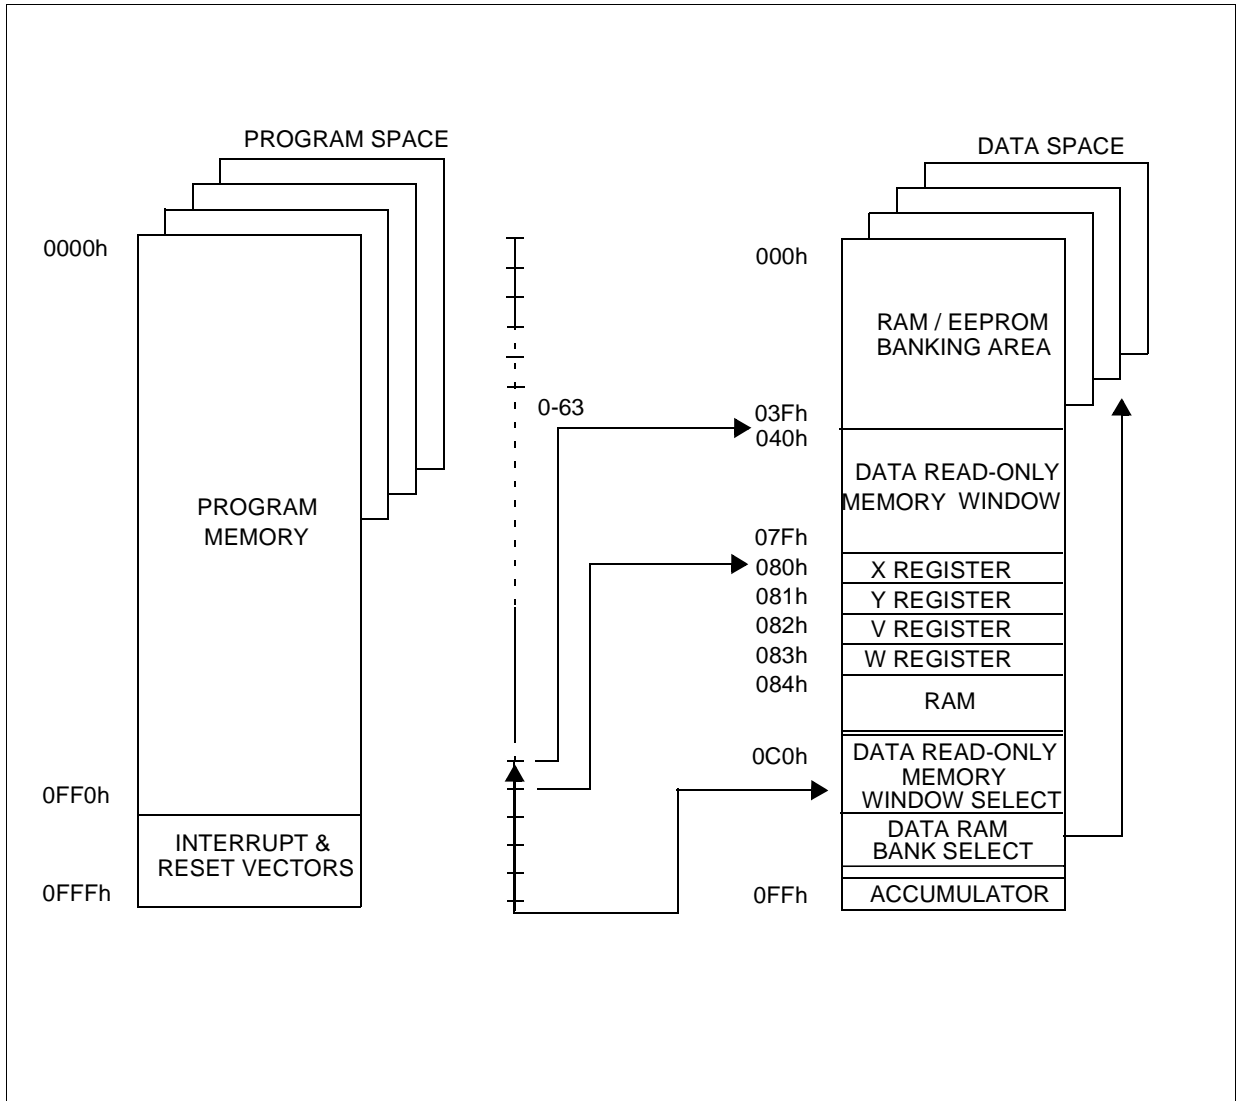 PROGRAM SPACE
0000h
PROGRAM
MEMORY
0FF0h
INTERRUPT &
RESET VECTORS
0FFFh
0-63
DATA SPACE
000h
RAM / EEPROM
BANKING AREA
03Fh
040h
DATA READ-ONLY
MEMORY WINDOW
07Fh
080h
X REGISTER
081h
Y REGISTER
082h
V REGISTER
083h
W REGISTER
084h
RAM
0C0h
DATA READ-ONLY
MEMORY
WINDOW SELECT
DATA RAM
BANK SELECT
0FFh
ACCUMULATOR